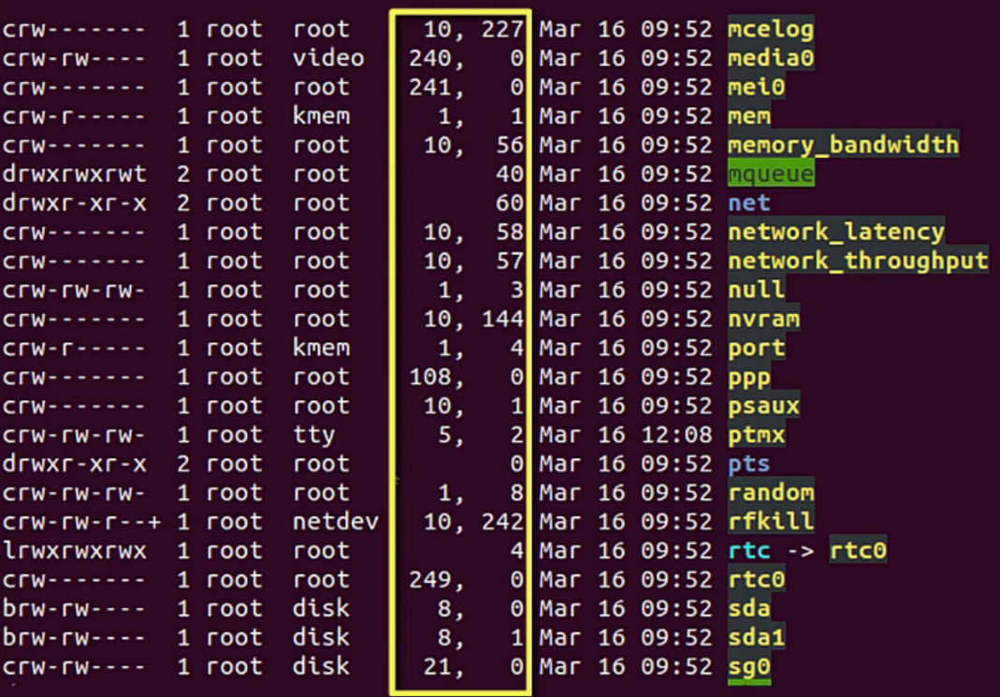 crw------- 1 root root 10, 227 Mar 16 09:52 mcelog
crw-rw---- 1 root video 240, 0 Mar 16 09:52 media0
crw------- 1 root root 241, 0 Mar 16 09:52 mei0
crw-r----- 1 root kmem 1, 1 Mar 16 09:52 mem
crw------- 1 root root 10, 56 Mar 16 09:52 memory_bandwidth
drwxrwxrwt 2 root root 40 Mar 16 09:52 mqueue
drwxr-xr-x 2 root root 60 Mar 16 09:52 net
crw------- 1 root root 10, 58 Mar 16 09:52 network_latency
crw------- 1 root root 10, 57 Mar 16 09:52 network_throughput
crw-rw-rw- 1 root root 1, 3 Mar 16 09:52 null
crw------- 1 root root 10, 144 Mar 16 09:52 nvram
crw-r----- 1 root kmem 1, 4 Mar 16 09:52 port
crw------- 1 root root 108, 0 Mar 16 09:52 ppp
crw------- 1 root root 10, 1 Mar 16 09:52 psaux
crw-rw-rw- 1 root tty 5, 2 Mar 16 12:08 ptmx
drwxr-xr-x 2 root root 0 Mar 16 09:52 pts
crw-rw-rw- 1 root root 1, 8 Mar 16 09:52 random
crw-rw-r--+ 1 root netdev 10, 242 Mar 16 09:52 rfkill
lrwxrwxrwx 1 root root 4 Mar 16 09:52 rtc -> rtc0
crw------- 1 root root 249, 0 Mar 16 09:52 rtc0
brw-rw---- 1 root disk 8, 0 Mar 16 09:52 sda
brw-rw---- 1 root disk 8, 1 Mar 16 09:52 sda1
crw-rw---- 1 root disk 21, 0 Mar 16 09:52 sg0